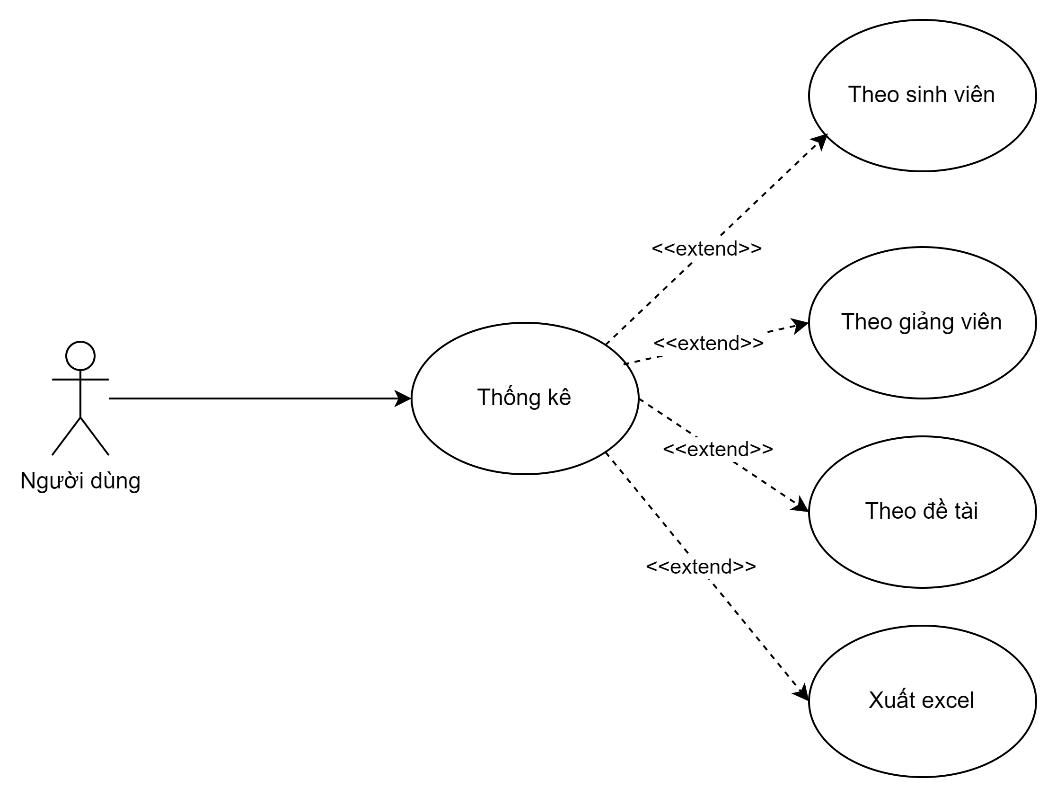 Theo sinh viên
<<extend>>
Theo giảng viên
<<extend>>
Thống kê
<<extend>>
Người dùng
Theo đề tài
<<extend>>
Xuất excel